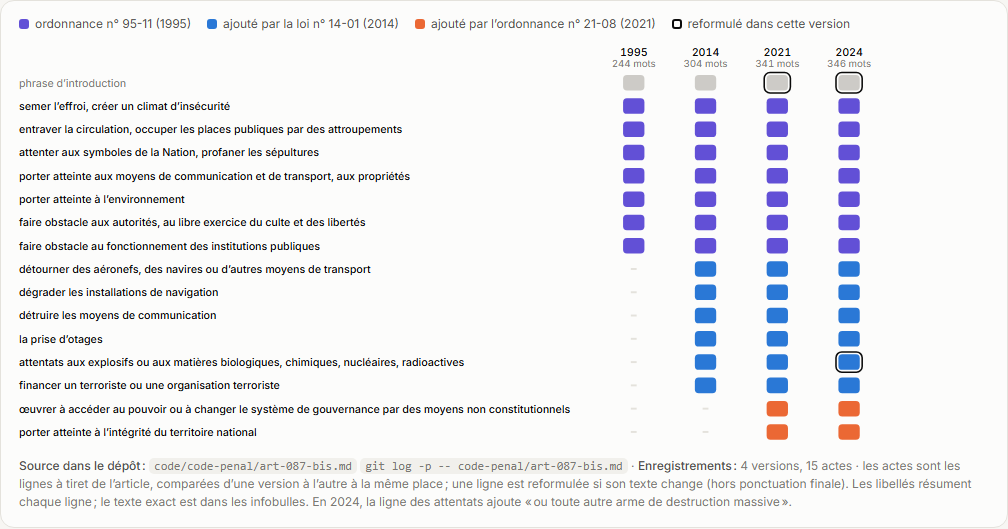 ordonnance n° 95-11 (1995) ajouté par la loi n° 14-01 (2014) ajouté par l’ordonnance n° 21-08 (2021) reformulé dans cette version
1995 2014 2021 2024
244 mots 304 mots 341 mots 346 mots
phrase d’introduction
semer l’effroi, créer un climat d’insécurité
entraver la circulation, occuper les places publiques par des attroupements
attenter aux symboles de la Nation, profaner les sépultures
porter atteinte aux moyens de communication et de transport, aux propriétés
porter atteinte à l’environnement
faire obstacle aux autorités, au libre exercice du culte et des libertés
faire obstacle au fonctionnement des institutions publiques
détourner des aéronefs, des navires ou d’autres moyens de transport –
dégrader les installations de navigation –
détruire les moyens de communication –
la prise d’otages –
attentats aux explosifs ou aux matières biologiques, chimiques, nucléaires, radioactives –
financer un terroriste ou une organisation terroriste –
œuvrer à accéder au pouvoir ou à changer le système de gouvernance par des moyens non constitutionnels – –
porter atteinte à l’intégrité du territoire national – –
Source dans le dépôt : code/code-penal/art-087-bis.md git log -p -- code-penal/art-087-bis.md · Enregistrements : 4 versions, 15 actes · les actes sont les
lignes à tiret de l’article, comparées d’une version à l’autre à la même place ; une ligne est reformulée si son texte change (hors ponctuation finale). Les libellés résument
chaque ligne ; le texte exact est dans les infobulles. En 2024, la ligne des attentats ajoute « ou toute autre arme de destruction massive ».